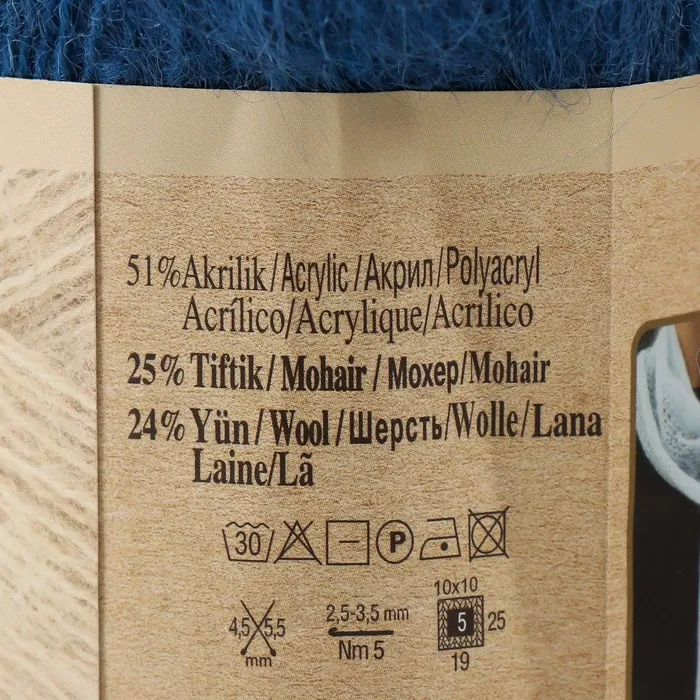 51% Akrilik / Acrylic / Акрил / Polyacryl
Acrílico/Acrylique/Acrílico
25% Tiftik / Mohair / Мохер/Mohair
24% Yün / Wool /Шерсть/Wolle/Lana
Laine/Lã
30 P
10x10
4,5 5,5 2,5-3,5 mm 5 25
mm Nm 5 19